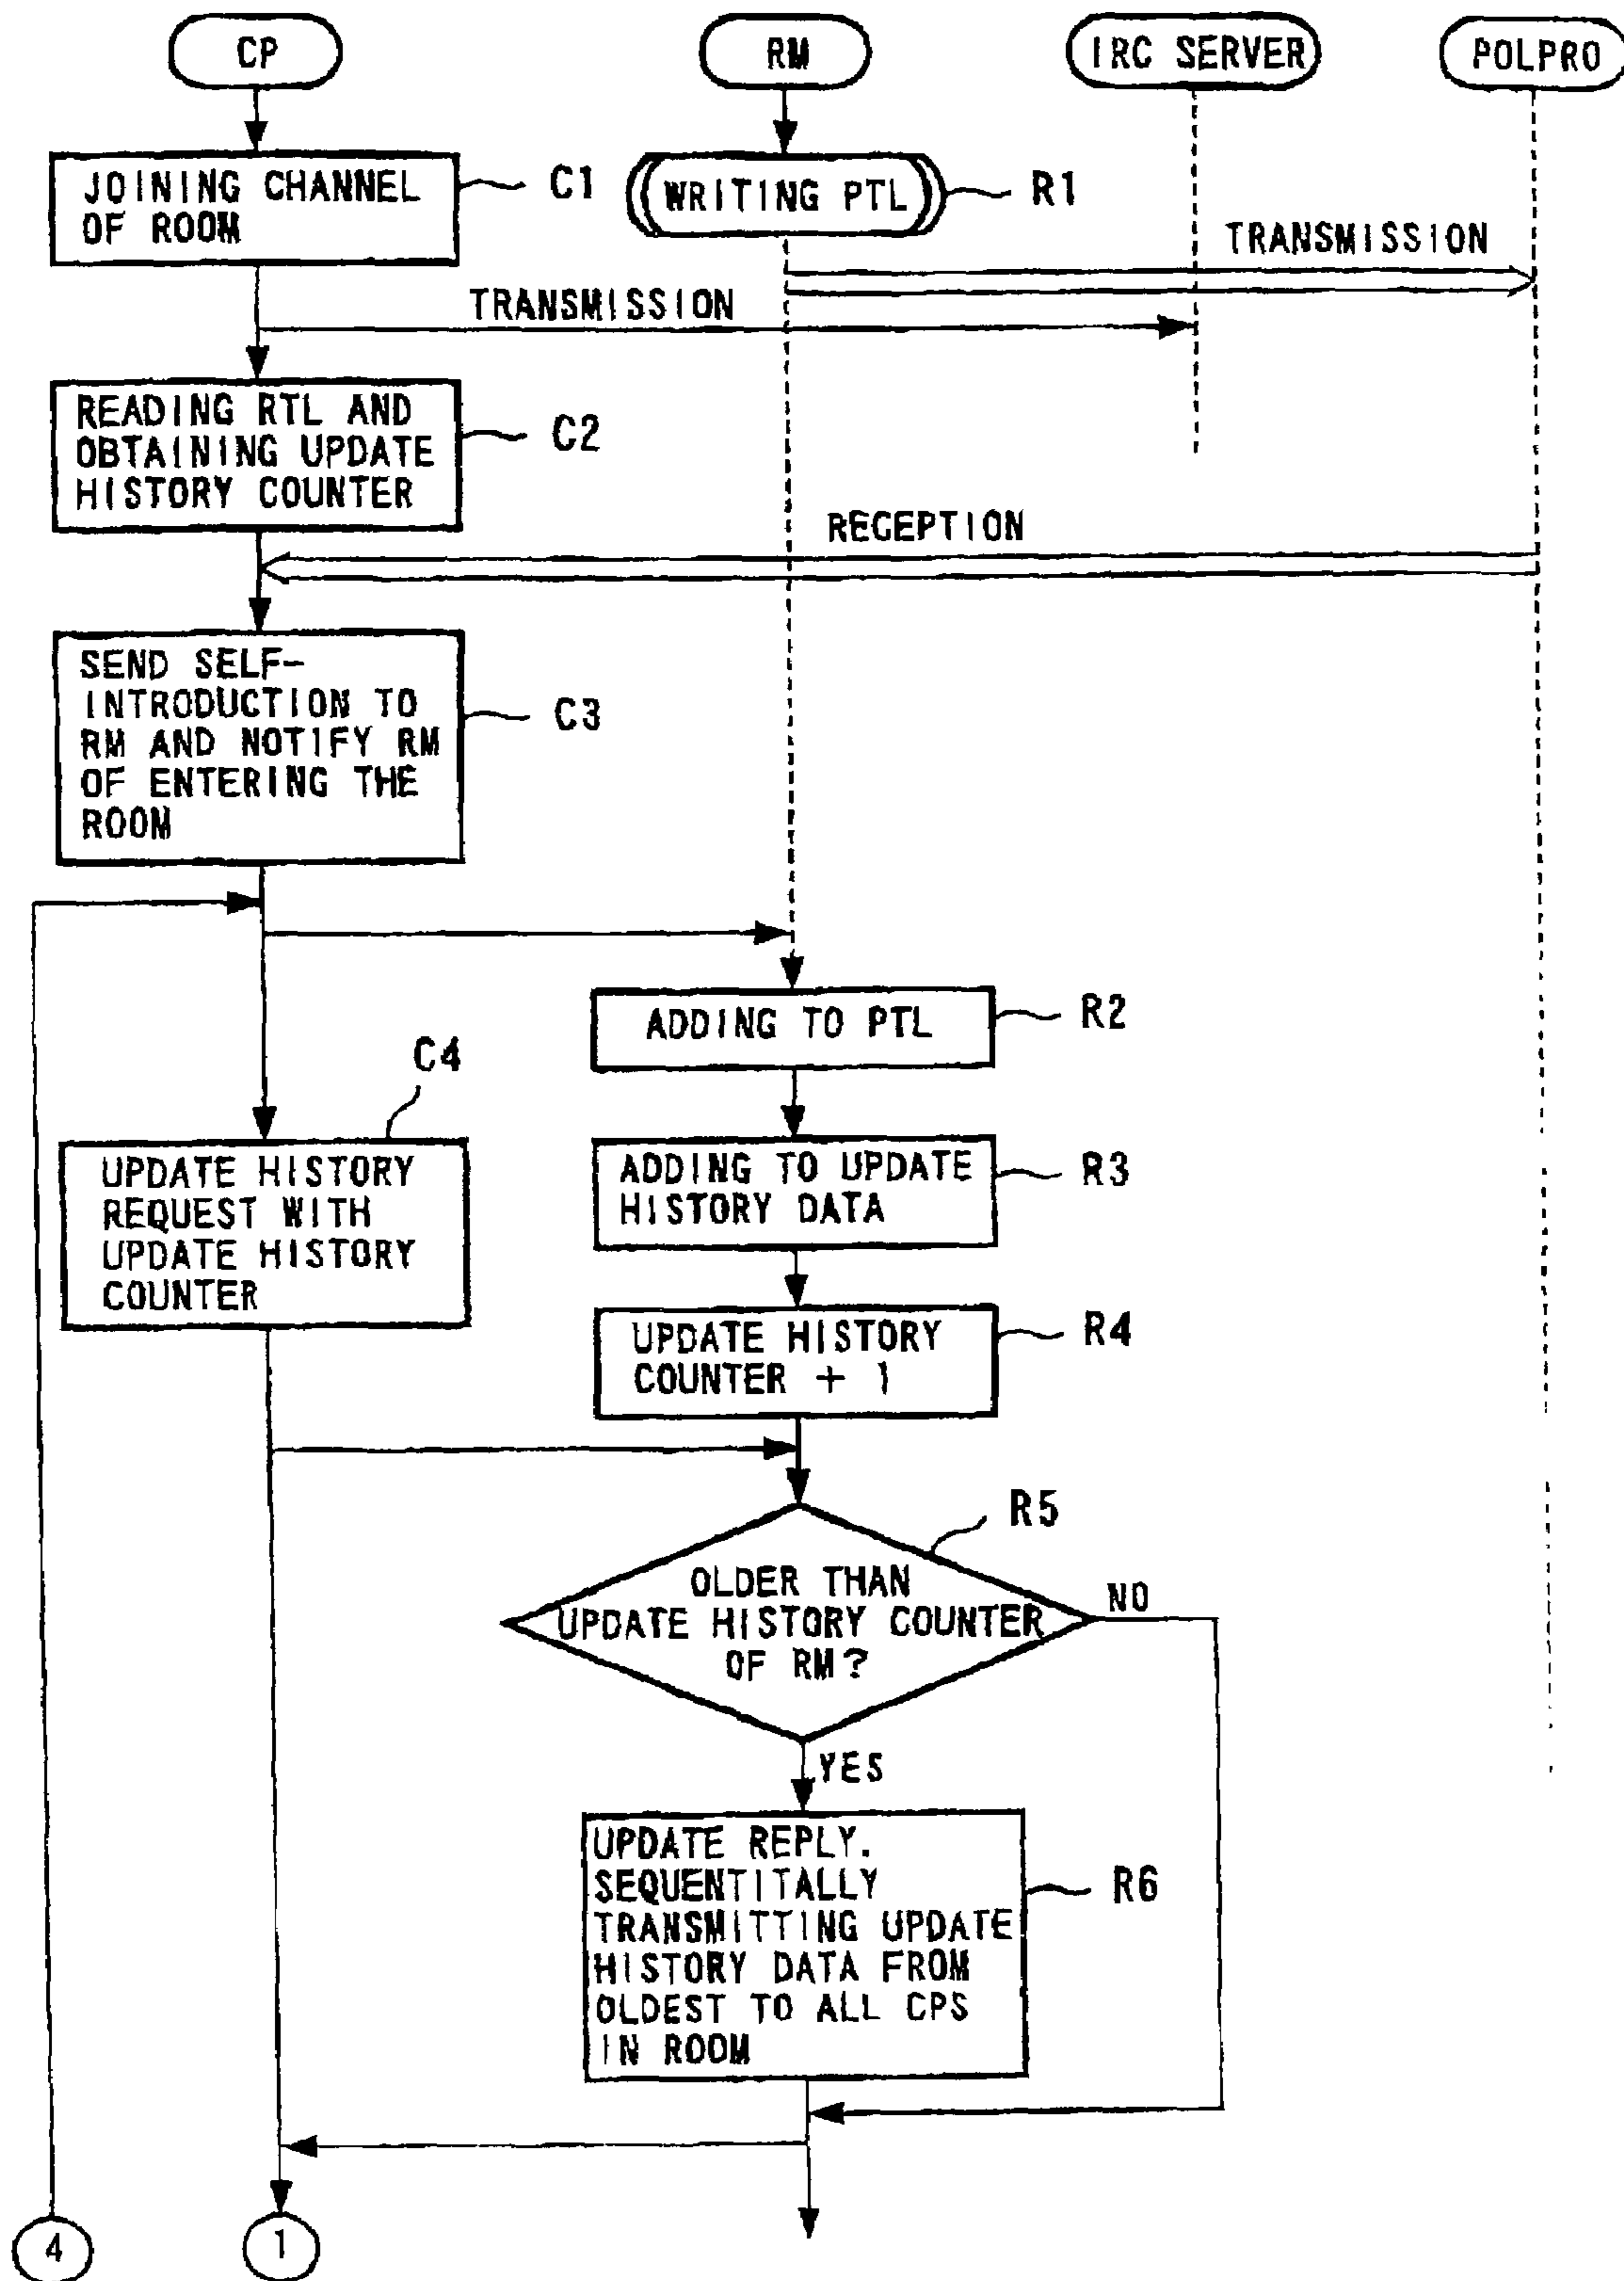 CP
RM
IRC SERVER
POLPRO
JOINING CHANNEL
OF ROOM
C1
WRITING PTL
R1
TRANSMISSION
TRANSMISSION
READING RTL AND
OBTAINING UPDATE
HISTORY COUNTER
C2
RECEPTION
SEND SELF-
INTRODUCTION TO
RM AND NOTIFY RM
OF ENTERING THE
ROOM
C3
ADDING TO PTL
R2
C4
UPDATE HISTORY
REQUEST WITH
UPDATE HISTORY
COUNTER
ADDING TO UPDATE
HISTORY DATA
R3
UPDATE HISTORY
COUNTER + 1
R4
R5
OLDER THAN
UPDATE HISTORY COUNTER
OF RM?
NO
YES
UPDATE REPLY.
SEQUENTITALLY
TRANSMITTING UPDATE
HISTORY DATA FROM
OLDEST TO ALL CPS
IN ROOM
R6
4
1